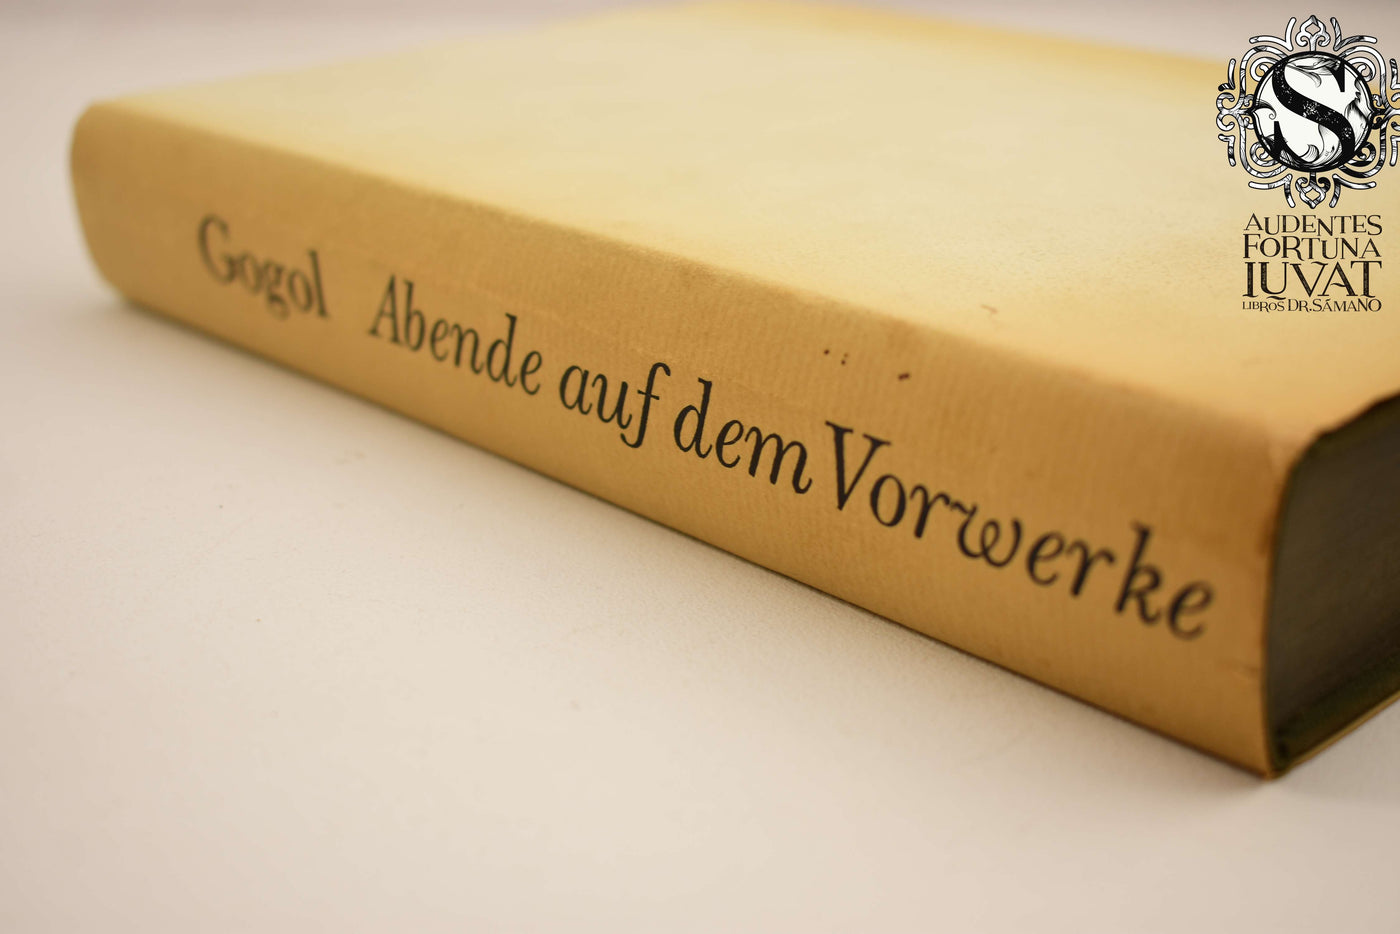 Gogol Abende auf dem Vorwerke
S
AUDENTES
FORTUNA
IUVAT
LIBROS DR. SÁMANO